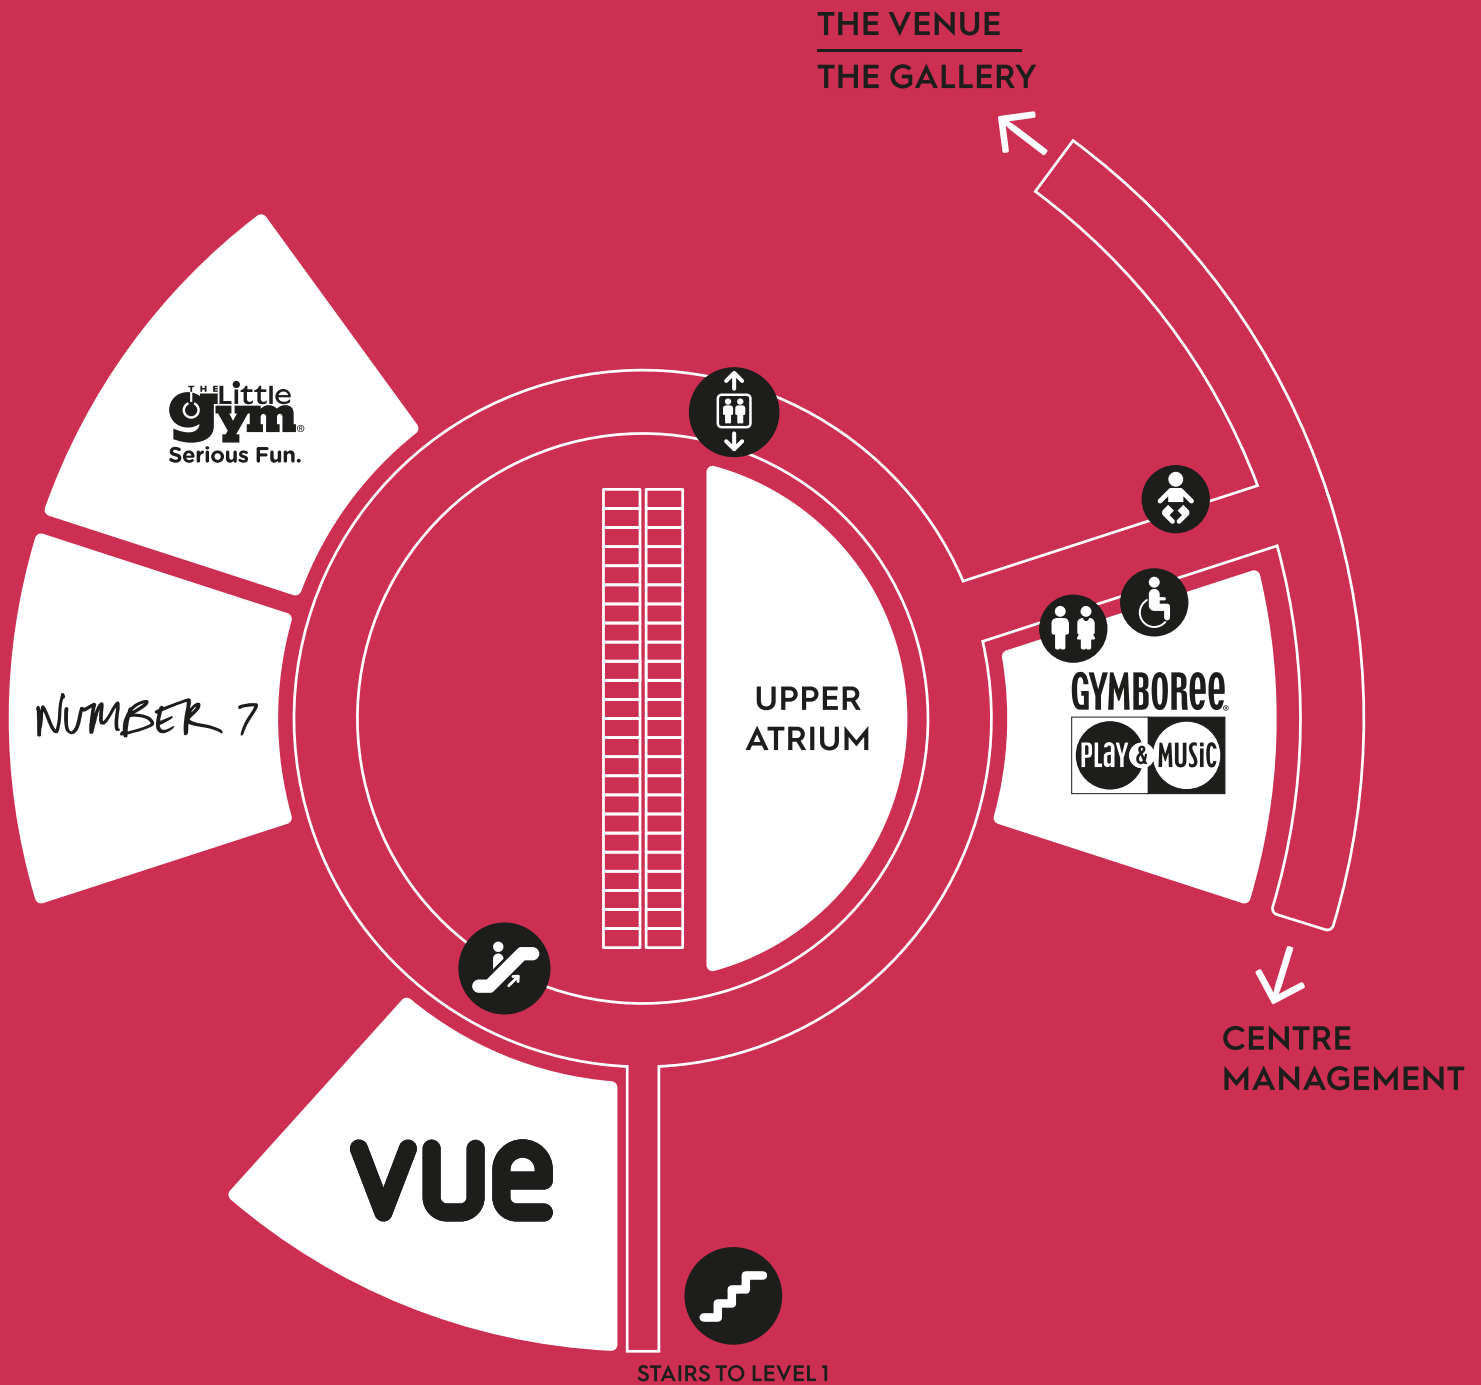 THE VENUE
THE GALLERY
THE Little
gym®
Serious Fun.
NUMBER 7
UPPER
ATRIUM
GYMBOREE®
PLAY & MUSIC
CENTRE
MANAGEMENT
vue
STAIRS TO LEVEL 1